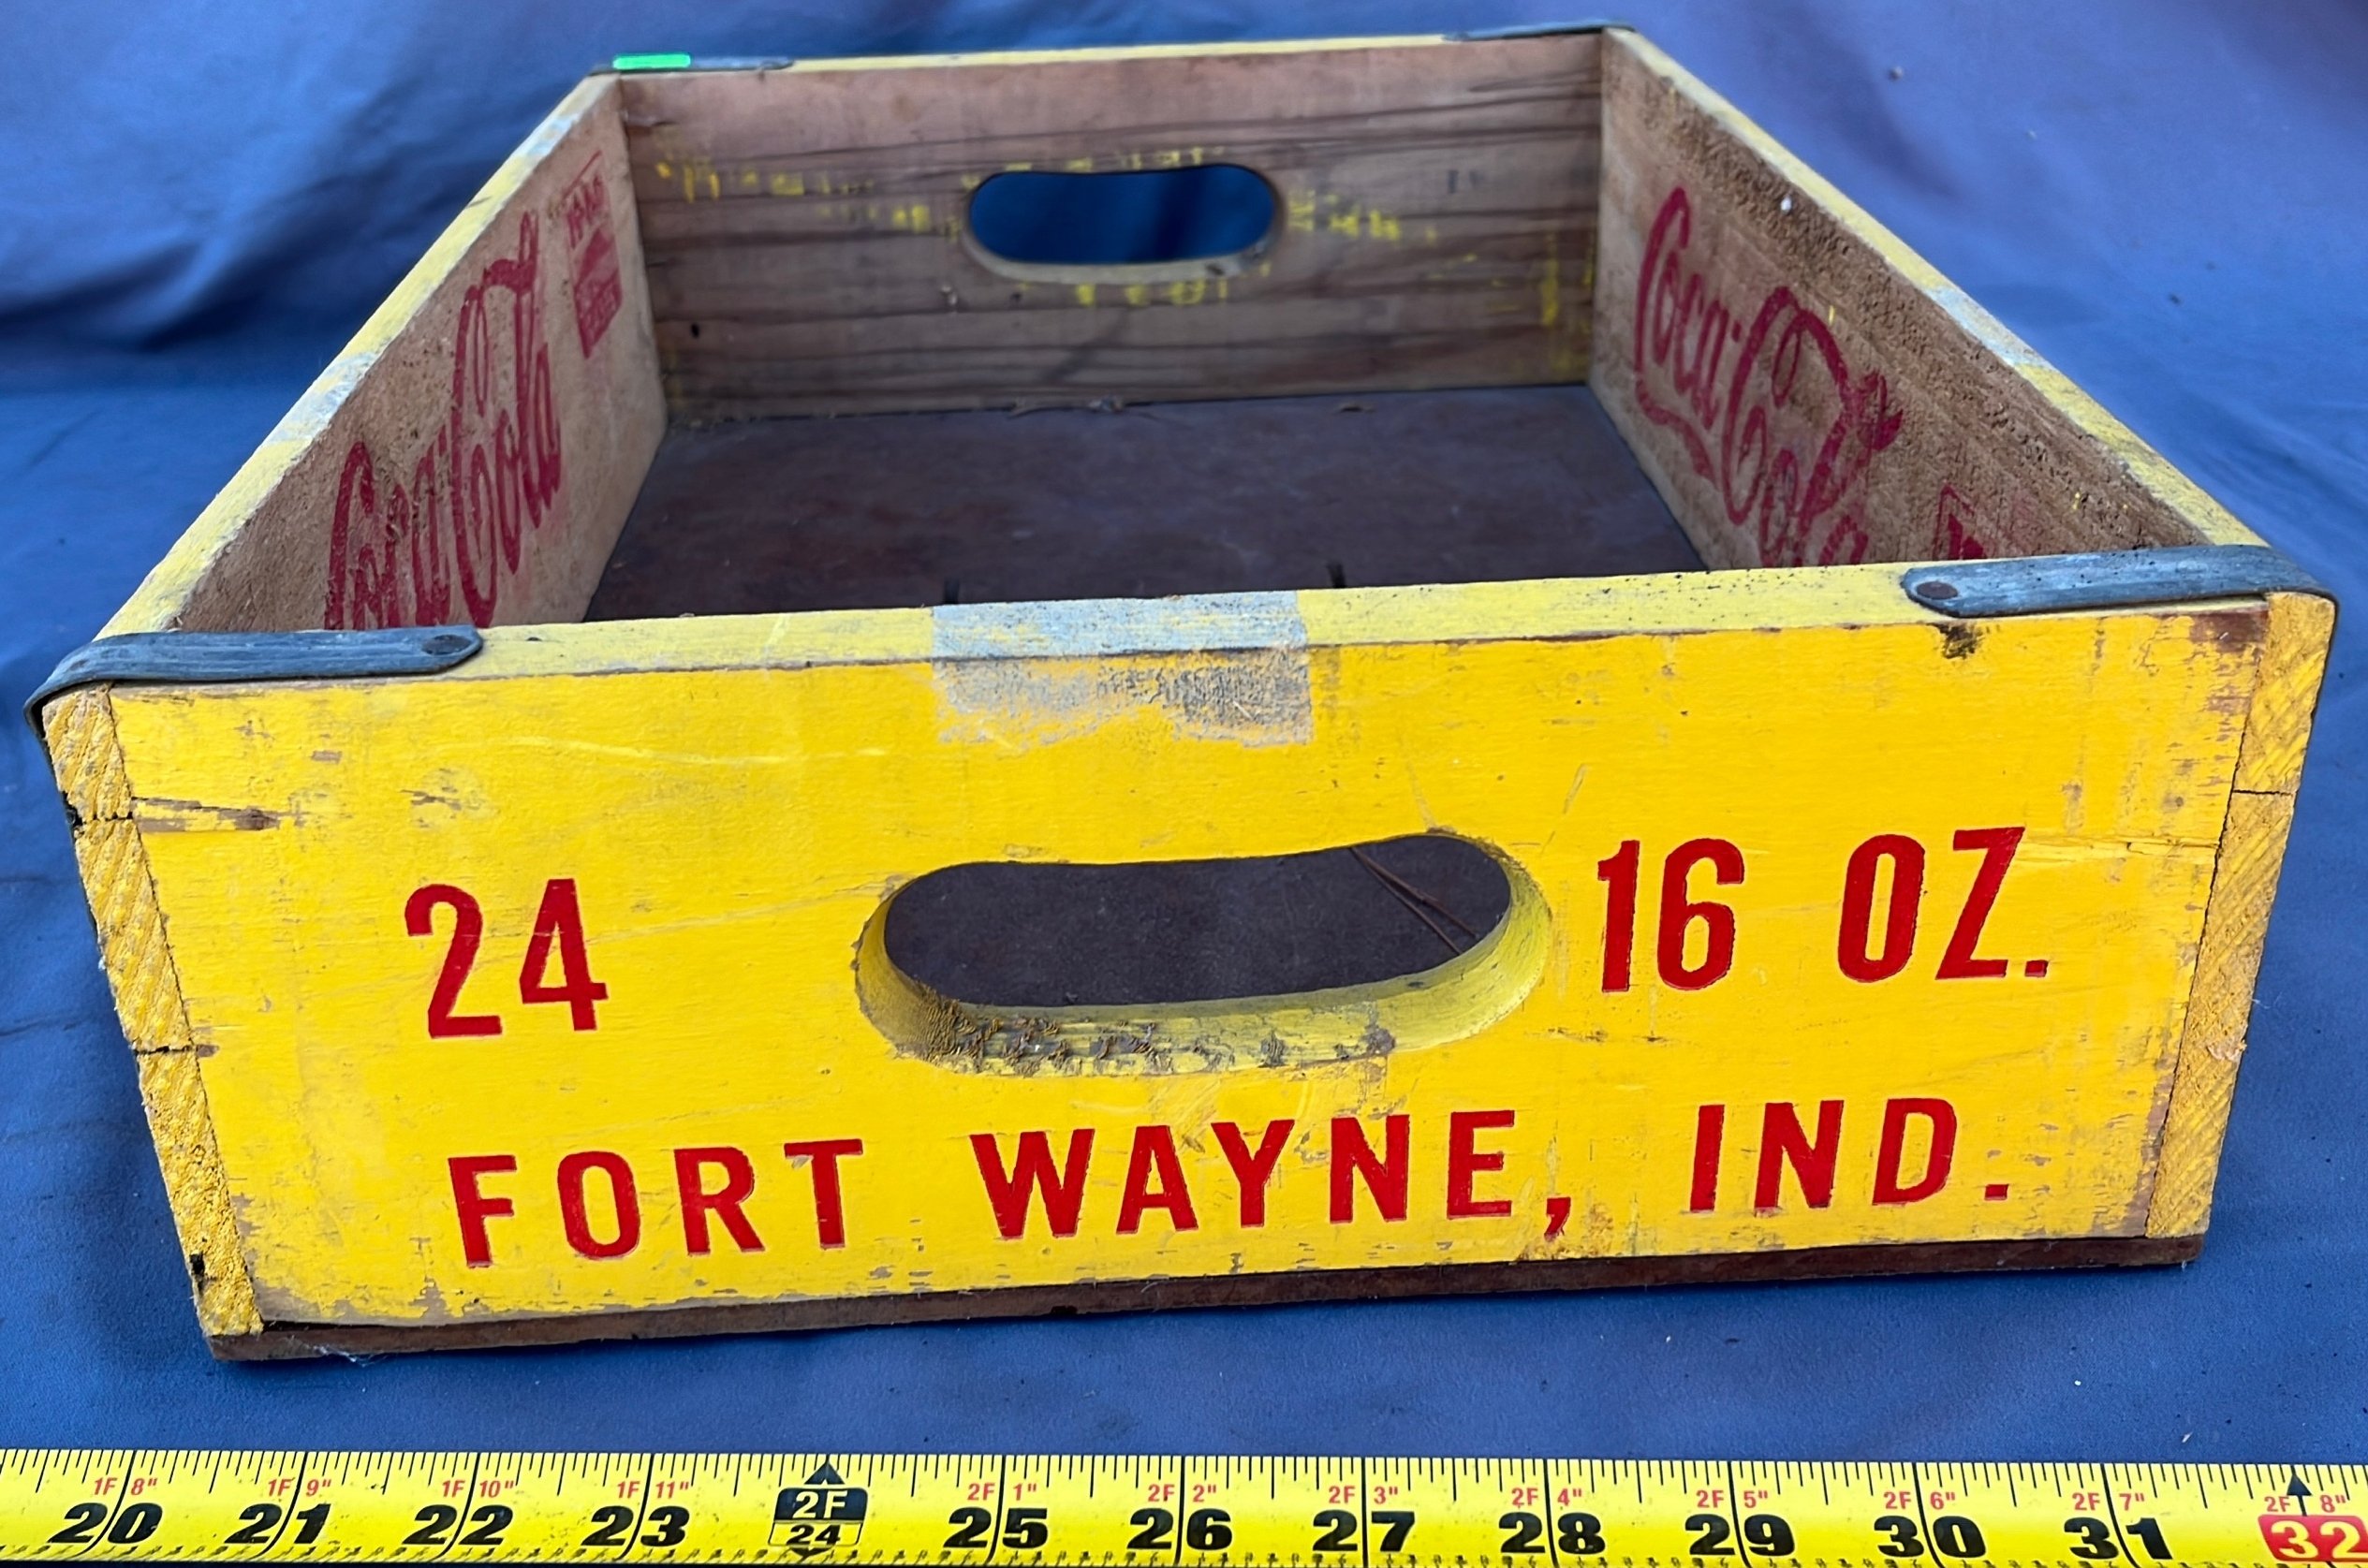 Coca-Cola
Coca-Cola
24 16 OZ.
FORT WAYNE, IND.
1F 8" 1F 9" 1F 10" 1F 11" 2F 2F 1" 2F 2" 2F 3" 2F 4" 2F 5" 2F 6" 2F 7" 2F 8"
20 21 22 23 24 25 26 27 28 29 30 31 32